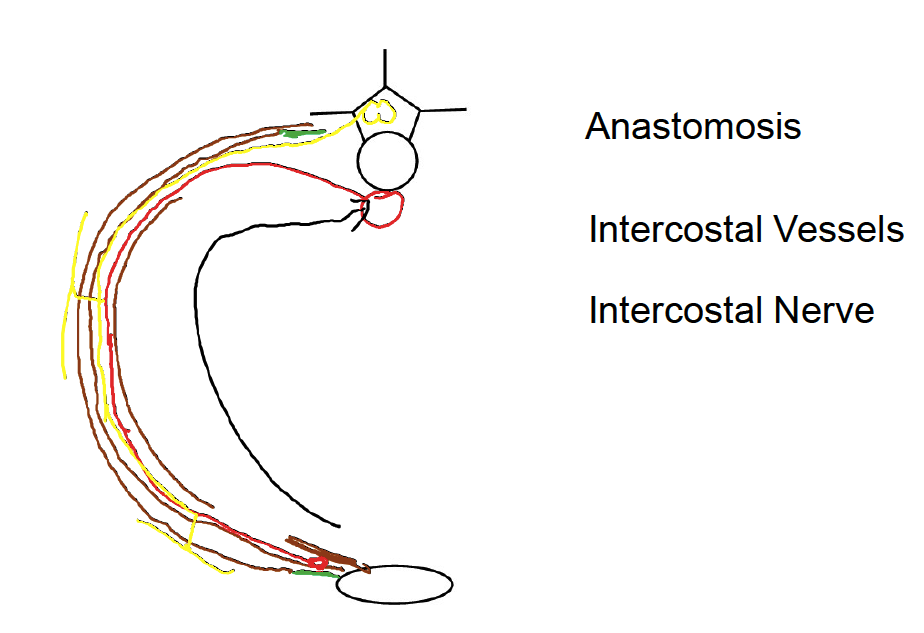 Anastomosis
Intercostal Vessels
Intercostal Nerve